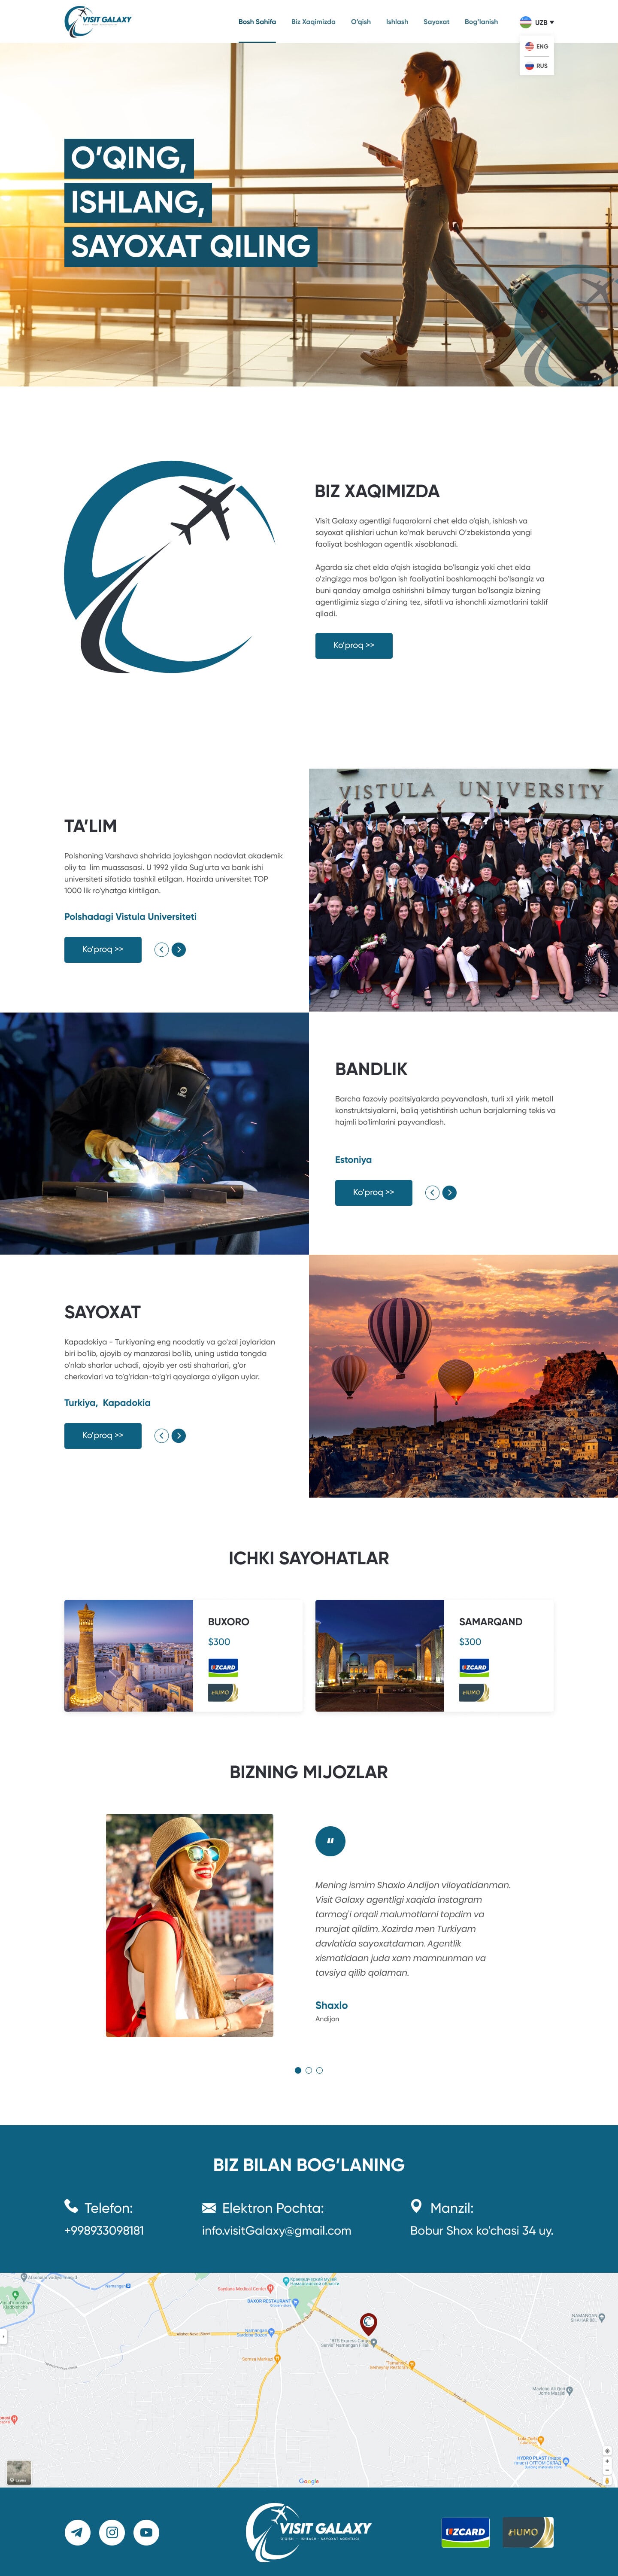 VISIT GALAXY
Bosh Sahifa
Biz Xaqimizda
O‘qish
Ishlash
Sayoxat
Bog‘lanish
UZB
ENG
RUS
O‘QING,
ISHLANG,
SAYOXAT QILING
BIZ XAQIMIZDA
Visit Galaxy agentligi fuqarolarni chet elda o‘qish, ishlash va
sayoxat qilishlari uchun ko‘mak beruvchi O‘zbekistonda yangi
faoliyat boshlagan agentlik xisoblanadi.
Agarda siz chet elda o‘qish istagida bo‘lsangiz yoki chet elda
o‘zingizga mos bo‘lgan ish faoliyatini boshlamoqchi bo‘lsangiz va
buni qanday amalga oshirishni bilmay turgan bo‘lsangiz bizning
agentligimiz sizga o‘zining tez, sifatli va ishonchli xizmatlarini taklif
qiladi.
Ko‘proq >>
TA‘LIM
Polshaning Varshava shahrida joylashgan nodavlat akademik
oliy ta  lim muassasasi. U 1992 yilda Sug'urta va bank ishi
universiteti sifatida tashkil etilgan. Hozirda universitet TOP
1000 lik ro'yhatga kiritilgan.
Polshadagi Vistula Universiteti
Ko‘proq >>
VISTULA UNIVERSITY
BANDLIK
Barcha fazoviy pozitsiyalarda payvandlash, turli xil yirik metall
konstruktsiyalarni, baliq yetishtirish uchun barjalarning tekis va
hajmli bo'limlarini payvandlash.
Estoniya
Ko‘proq >>
SAYOXAT
Kapadokiya - Turkiyaning eng noodatiy va go'zal joylaridan
biri bo'lib, ajoyib oy manzarasi bo'lib, uning ustida tongda
o'nlab sharlar uchadi, ajoyib yer osti shaharlari, g'or
cherkovlari va to'g'ridan-to'g'ri qoyalarga o'yilgan uylar.
Turkiya,  Kapadokia
Ko‘proq >>
ICHKI SAYOHATLAR
BUXORO
$300
UZCARD
HUMO
SAMARQAND
$300
UZCARD
HUMO
BIZNING MIJOZLAR
“
Mening ismim Shaxlo Andijon viloyatidanman.
Visit Galaxy agentligi xaqida instagram
tarmog'i orqali malumotlarni topdim va
murojat qildim. Xozirda men Turkiyam
davlatida sayoxatdaman. Agentlik
xismatidaan juda xam mamnunman va
tavsiya qilib qolaman.
Shaxlo
Andijon
BIZ BILAN BOG‘LANING
Telefon:
+998933098181
Elektron Pochta:
info.visitGalaxy@gmail.com
Manzil:
Bobur Shox ko'chasi 34 uy.
Namangan
Saydana Medical Center
BAXOR RESTAURANT
"BTS Express Cargo
Servis" Namangan Filiali
NAMANGAN
Google
VISIT GALAXY
UZCARD
HUMO